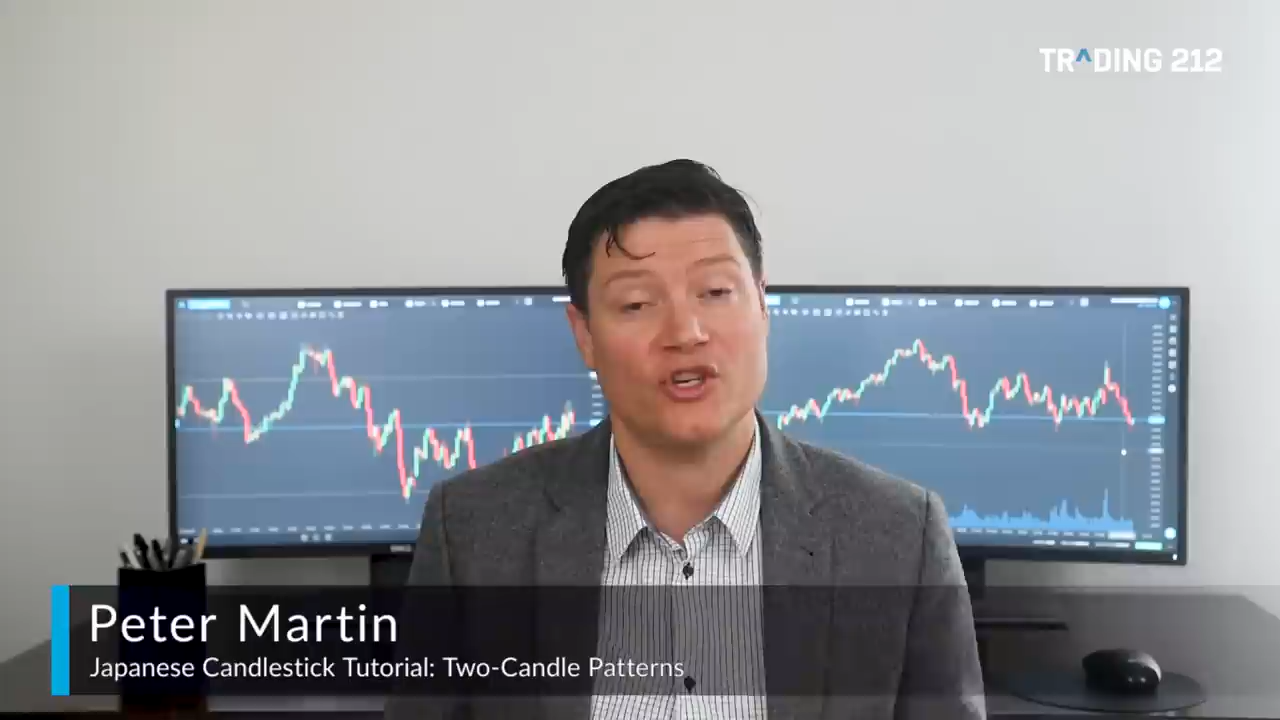 TRADING 212
Peter Martin
Japanese Candlestick Tutorial: Two-Candle Patterns